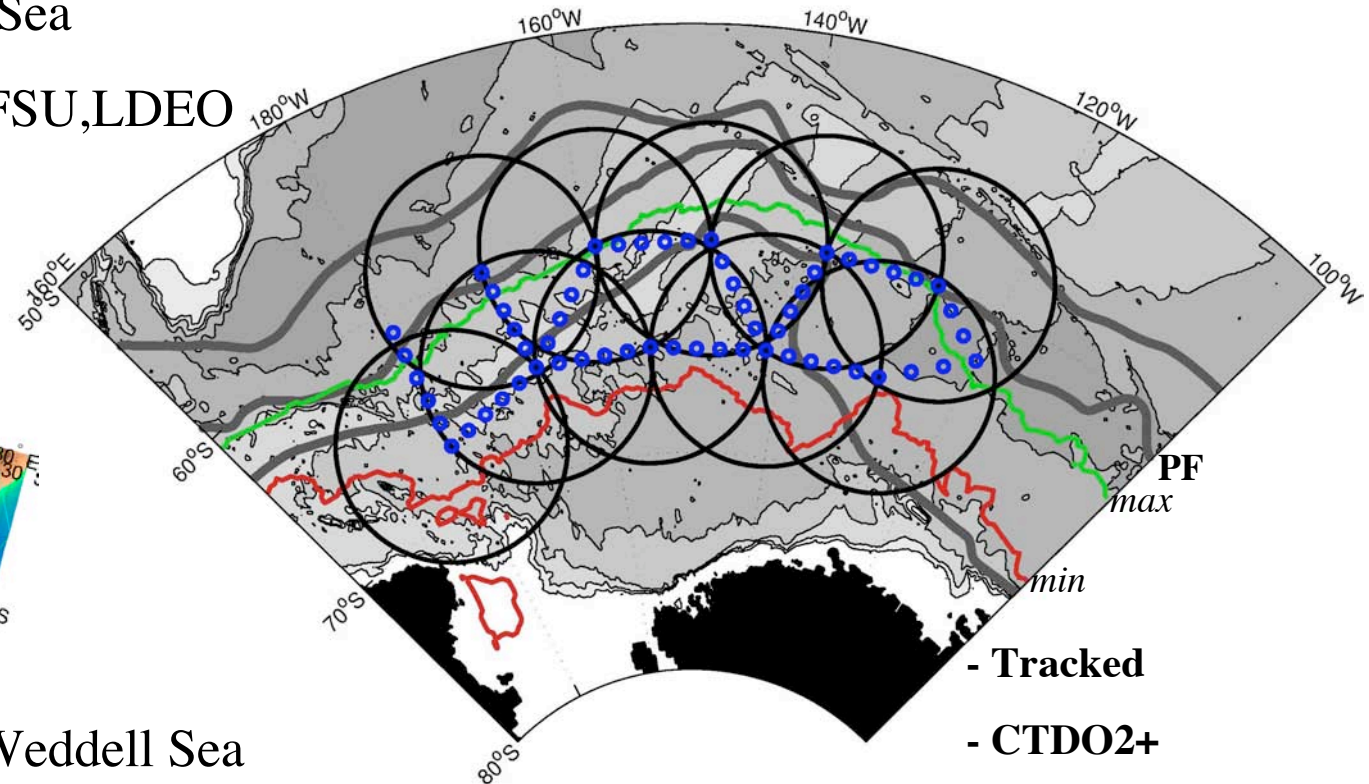 Sea
FSU,LDEO
160°W
140°W
180°W
120°W
160°E
100°W
50°S
60°S
PF
max
min
70°S
- Tracked
- CTDO2+
Weddell Sea
80°S